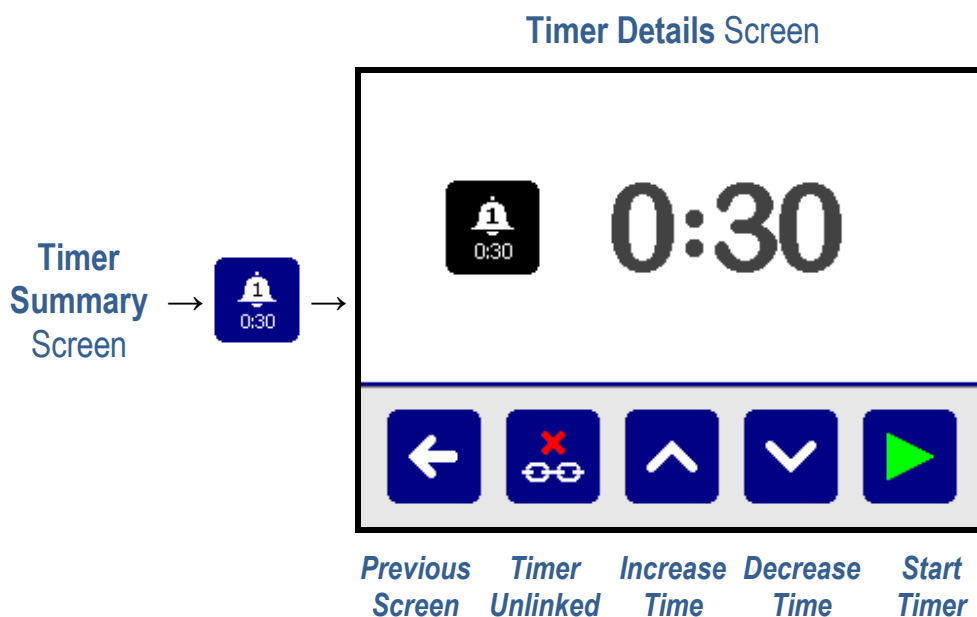 Timer Details Screen
Timer
Summary
Screen
→
1
0:30
→
1
0:30
0:30
Previous
Screen
Timer
Unlinked
Increase
Time
Decrease
Time
Start
Timer